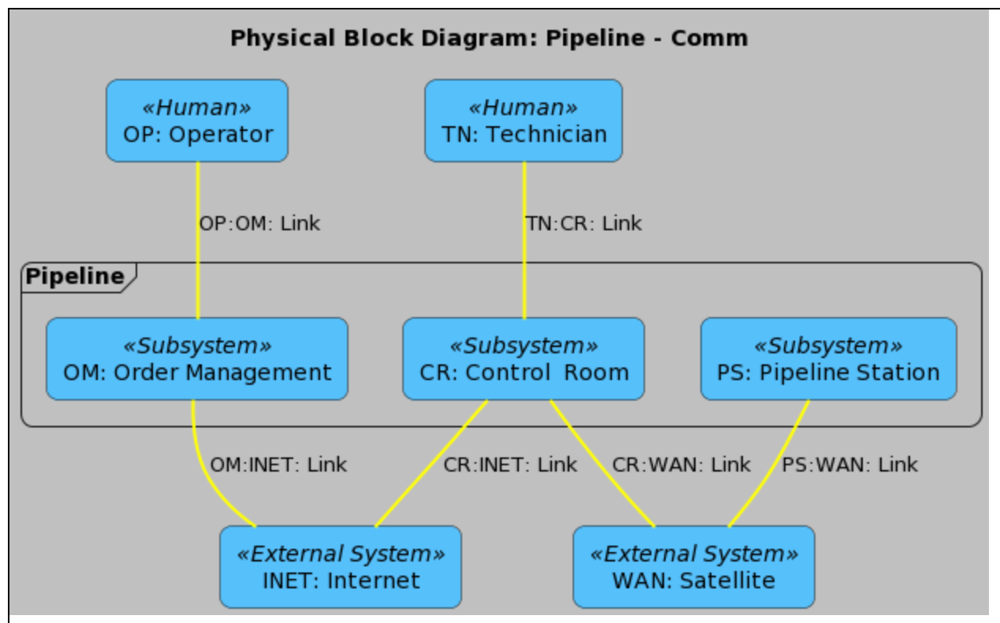 Physical Block Diagram: Pipeline - Comm
«Human»
OP: Operator
«Human»
TN: Technician
OP:OM: Link
TN:CR: Link
Pipeline
«Subsystem»
OM: Order Management
«Subsystem»
CR: Control  Room
«Subsystem»
PS: Pipeline Station
OM:INET: Link
CR:INET: Link
CR:WAN: Link
PS:WAN: Link
«External System»
INET: Internet
«External System»
WAN: Satellite